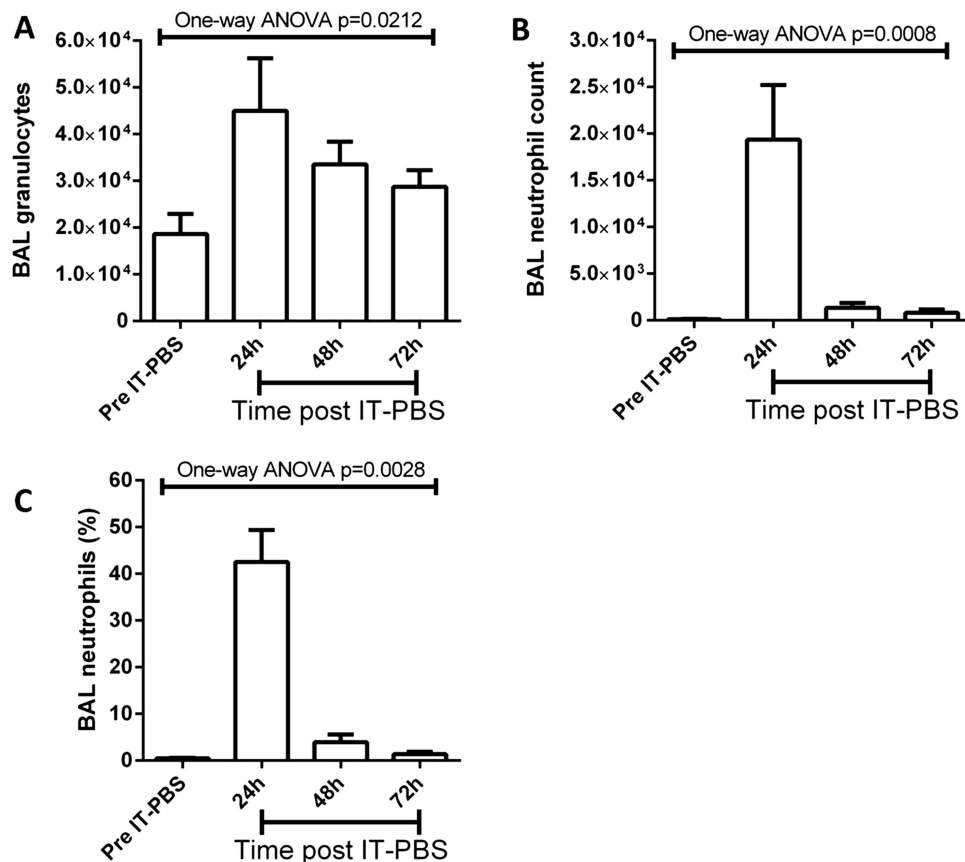 A
One-way ANOVA p=0.0212
BAL granulocytes
6.0×10⁴
5.0×10⁴
4.0×10⁴
3.0×10⁴
2.0×10⁴
1.0×10⁴
0
Pre IT-PBS
24h
48h
72h
Time post IT-PBS
B
One-way ANOVA p=0.0008
BAL neutrophil count
3.0×10⁴
2.5×10⁴
2.0×10⁴
1.5×10⁴
1.0×10⁴
5.0×10³
0
Pre IT-PBS
24h
48h
72h
Time post IT-PBS
C
One-way ANOVA p=0.0028
BAL neutrophils (%)
60
50
40
30
20
10
0
Pre IT-PBS
24h
48h
72h
Time post IT-PBS